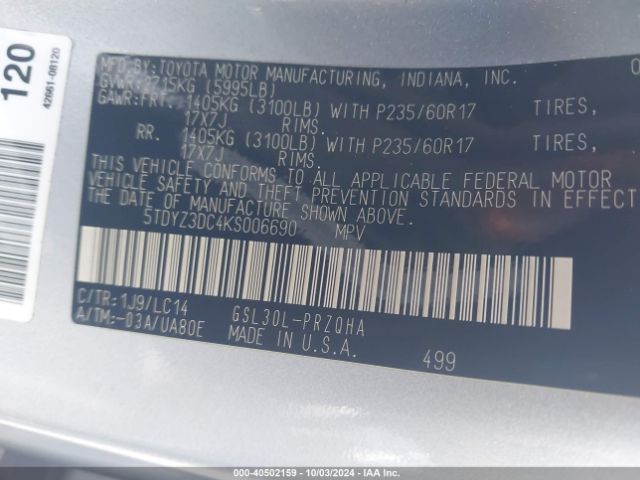 120
42661-08120
MFD.BY:TOYOTA MOTOR MANUFACTURING, INDIANA, INC.
GVWR:2715KG (5995LB)
GAWR:FRT. 1405KG (3100LB) WITH P235/60R17 TIRES,
17X7J RIMS.
RR. 1405KG (3100LB) WITH P235/60R17 TIRES,
17X7J RIMS.
THIS VEHICLE CONFORMS TO ALL APPLICABLE FEDERAL MOTOR
VEHICLE SAFETY AND THEFT PREVENTION STANDARDS IN EFFECT
THE DATE OF MANUFACTURE SHOWN ABOVE.
5TDYZ3DC4KS006690 MPV
C/TR:1J9/LC14 GSL30L-PRZQHA
A/TM:-03A/UA80E MADE IN U.S.A. 499
GSO-40502159 - 10/03/2024 - IAA Inc.